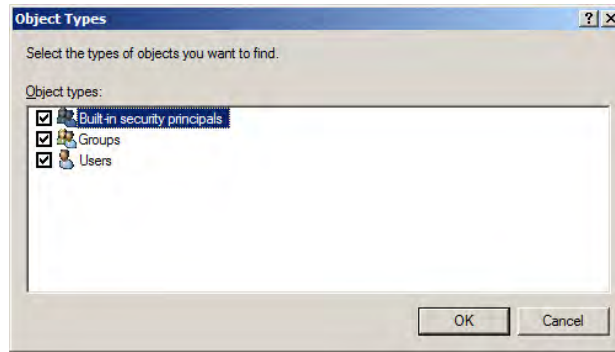 Object Types
Select the types of objects you want to find.
Object types:
Built-in security principals
Groups
Users
OK Cancel